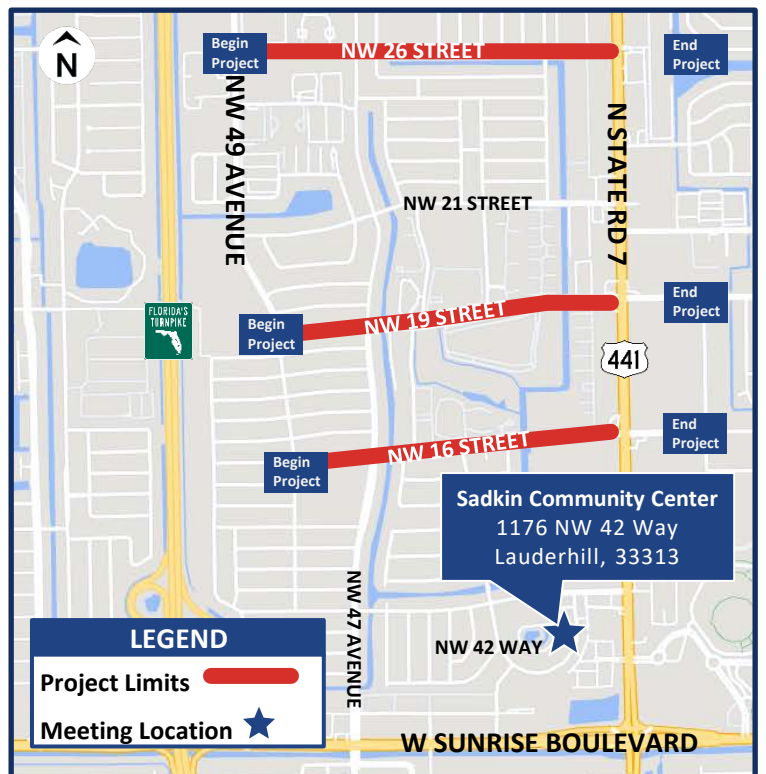 N
Begin
Project
NW 26 STREET
End
Project
NW 49 AVENUE
N STATE RD 7
NW 21 STREET
FLORIDA'S
TURNPIKE
Begin
Project
NW 19 STREET
End
Project
441
Begin
Project
NW 16 STREET
End
Project
Sadkin Community Center
1176 NW 42 Way
Lauderhill, 33313
NW 47 AVENUE
NW 42 WAY
LEGEND
Project Limits
Meeting Location
W SUNRISE BOULEVARD